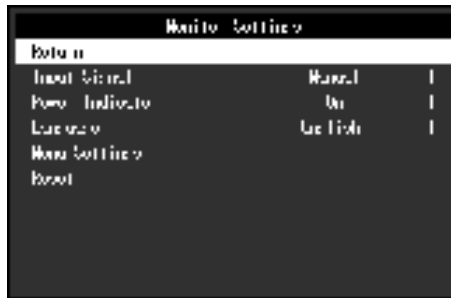 Monitor Settings
Return
Input Signal Manual
Power Indicator On
Language English
Menu Settings
Reset